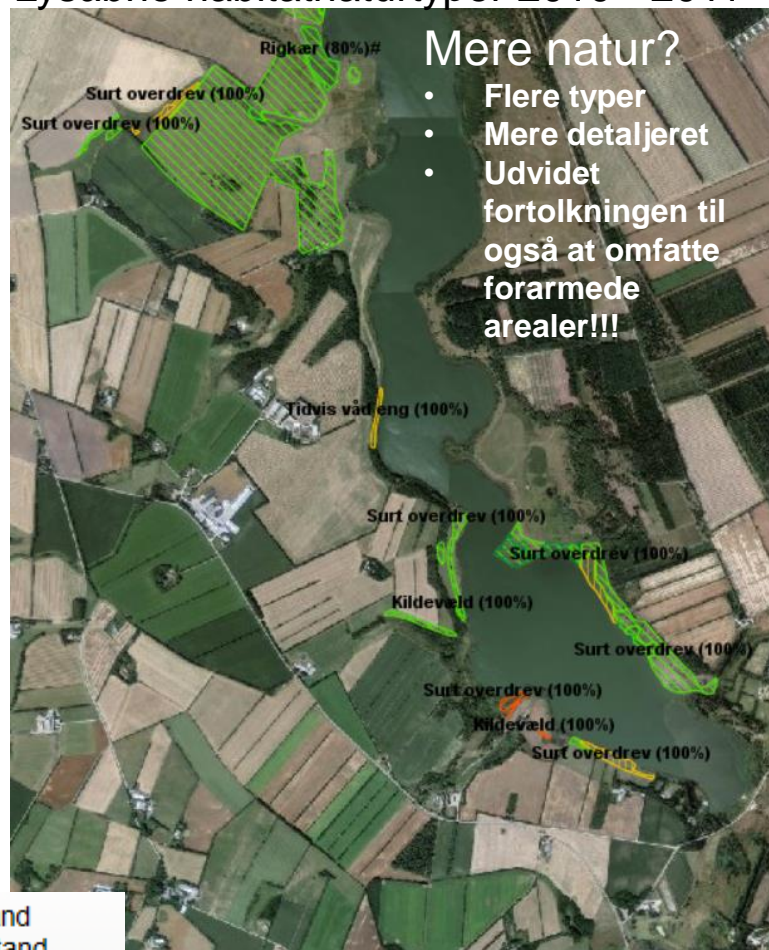 Mere natur?
• Flere typer
• Mere detaljeret
• Udvidet
fortolkningen til
også at omfatte
forarmede
arealer!!!
Rigkær (80%)#
Surt overdrev (100%)
Surt overdrev (100%)
Tidvis våd eng (100%)
Surt overdrev (100%)
Surt overdrev (100%)
Kildevæld (100%)
Surt overdrev (100%)
Surt overdrev (100%)
Kildevæld (100%)
Surt overdrev (100%)